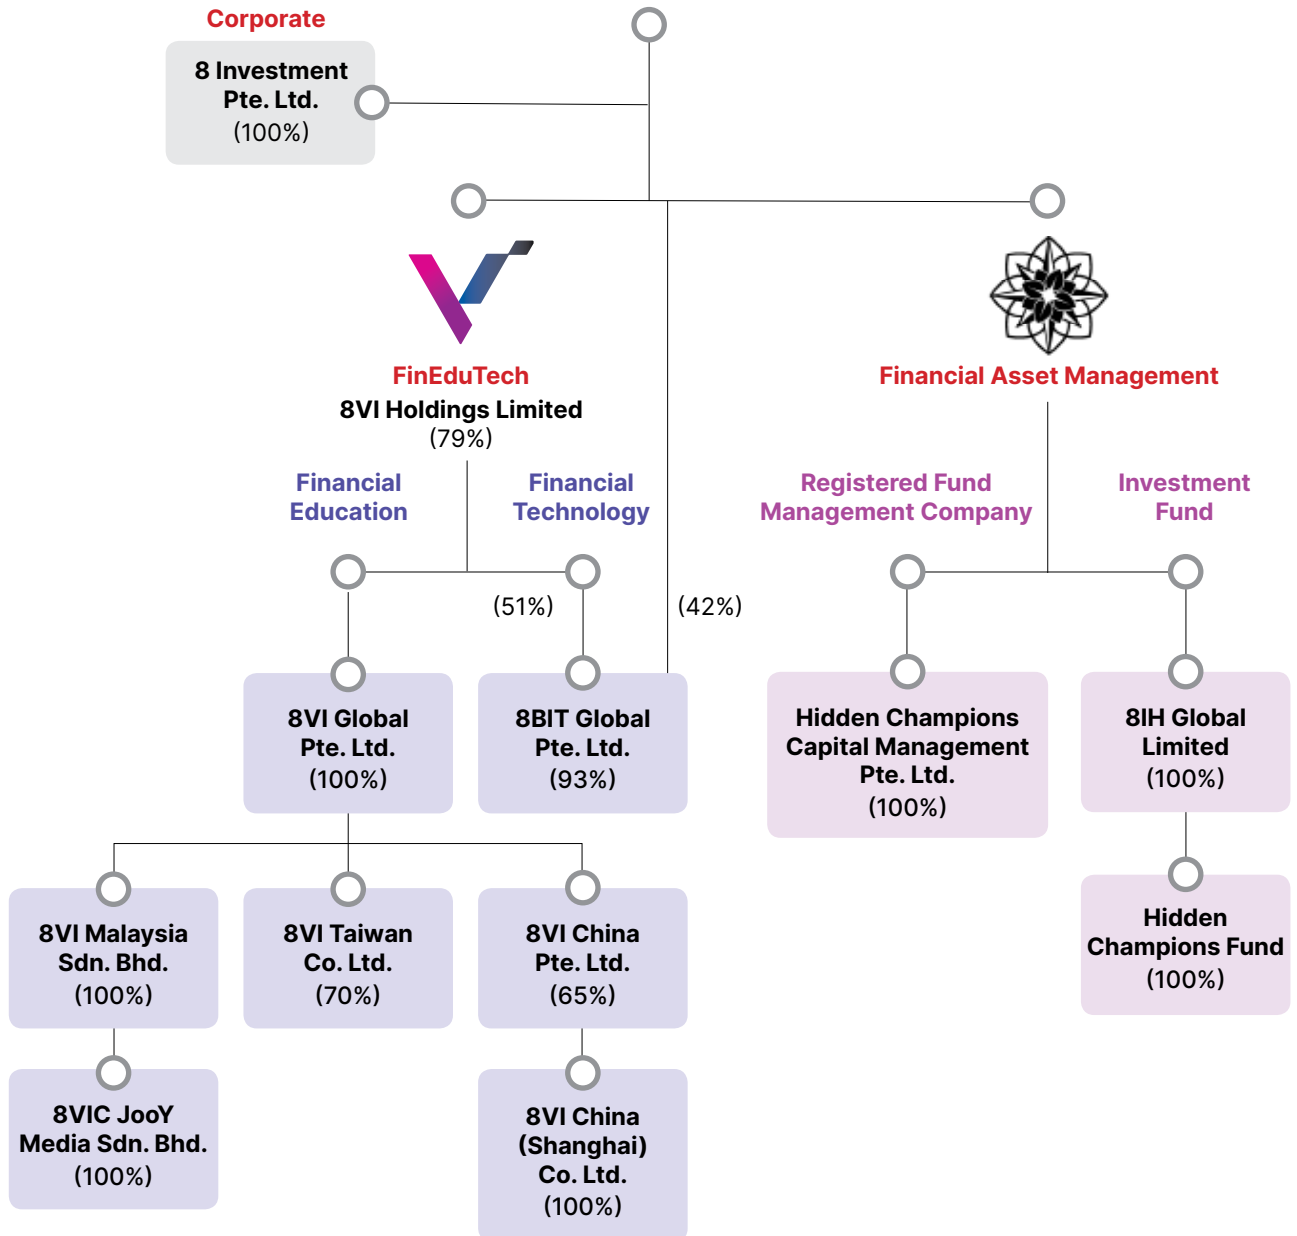 Corporate
8 Investment
Pte. Ltd.
(100%)
FinEduTech
8VI Holdings Limited
(79%)
Financial Asset Management
Financial
Education
Financial
Technology
Registered Fund
Management Company
Investment
Fund
(51%)
(42%)
8VI Global
Pte. Ltd.
(100%)
8BIT Global
Pte. Ltd.
(93%)
Hidden Champions
Capital Management
Pte. Ltd.
(100%)
8IH Global
Limited
(100%)
8VI Malaysia
Sdn. Bhd.
(100%)
8VI Taiwan
Co. Ltd.
(70%)
8VI China
Pte. Ltd.
(65%)
Hidden
Champions Fund
(100%)
8VIC JooY
Media Sdn. Bhd.
(100%)
8VI China
(Shanghai)
Co. Ltd.
(100%)